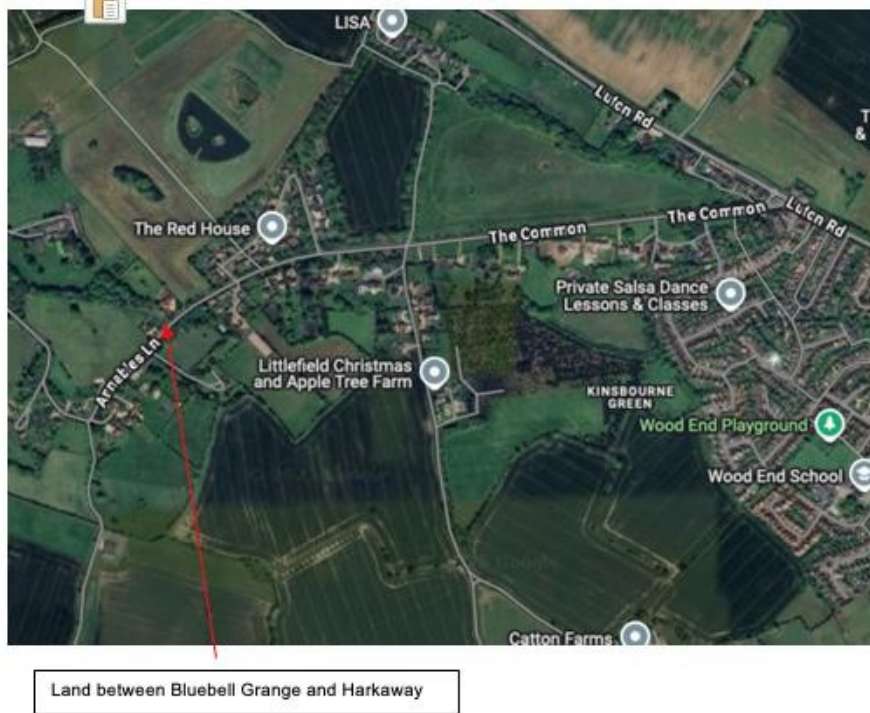 LISA
Luton Rd
The Red House
The Common
The Common
Luton Rd
Private Salsa Dance
Lessons & Classes
Annables Ln
Littlefield Christmas
and Apple Tree Farm
KINSBOURNE
GREEN
Wood End Playground
Wood End School
Google
Catton Farms
T
&
Land between Bluebell Grange and Harkaway